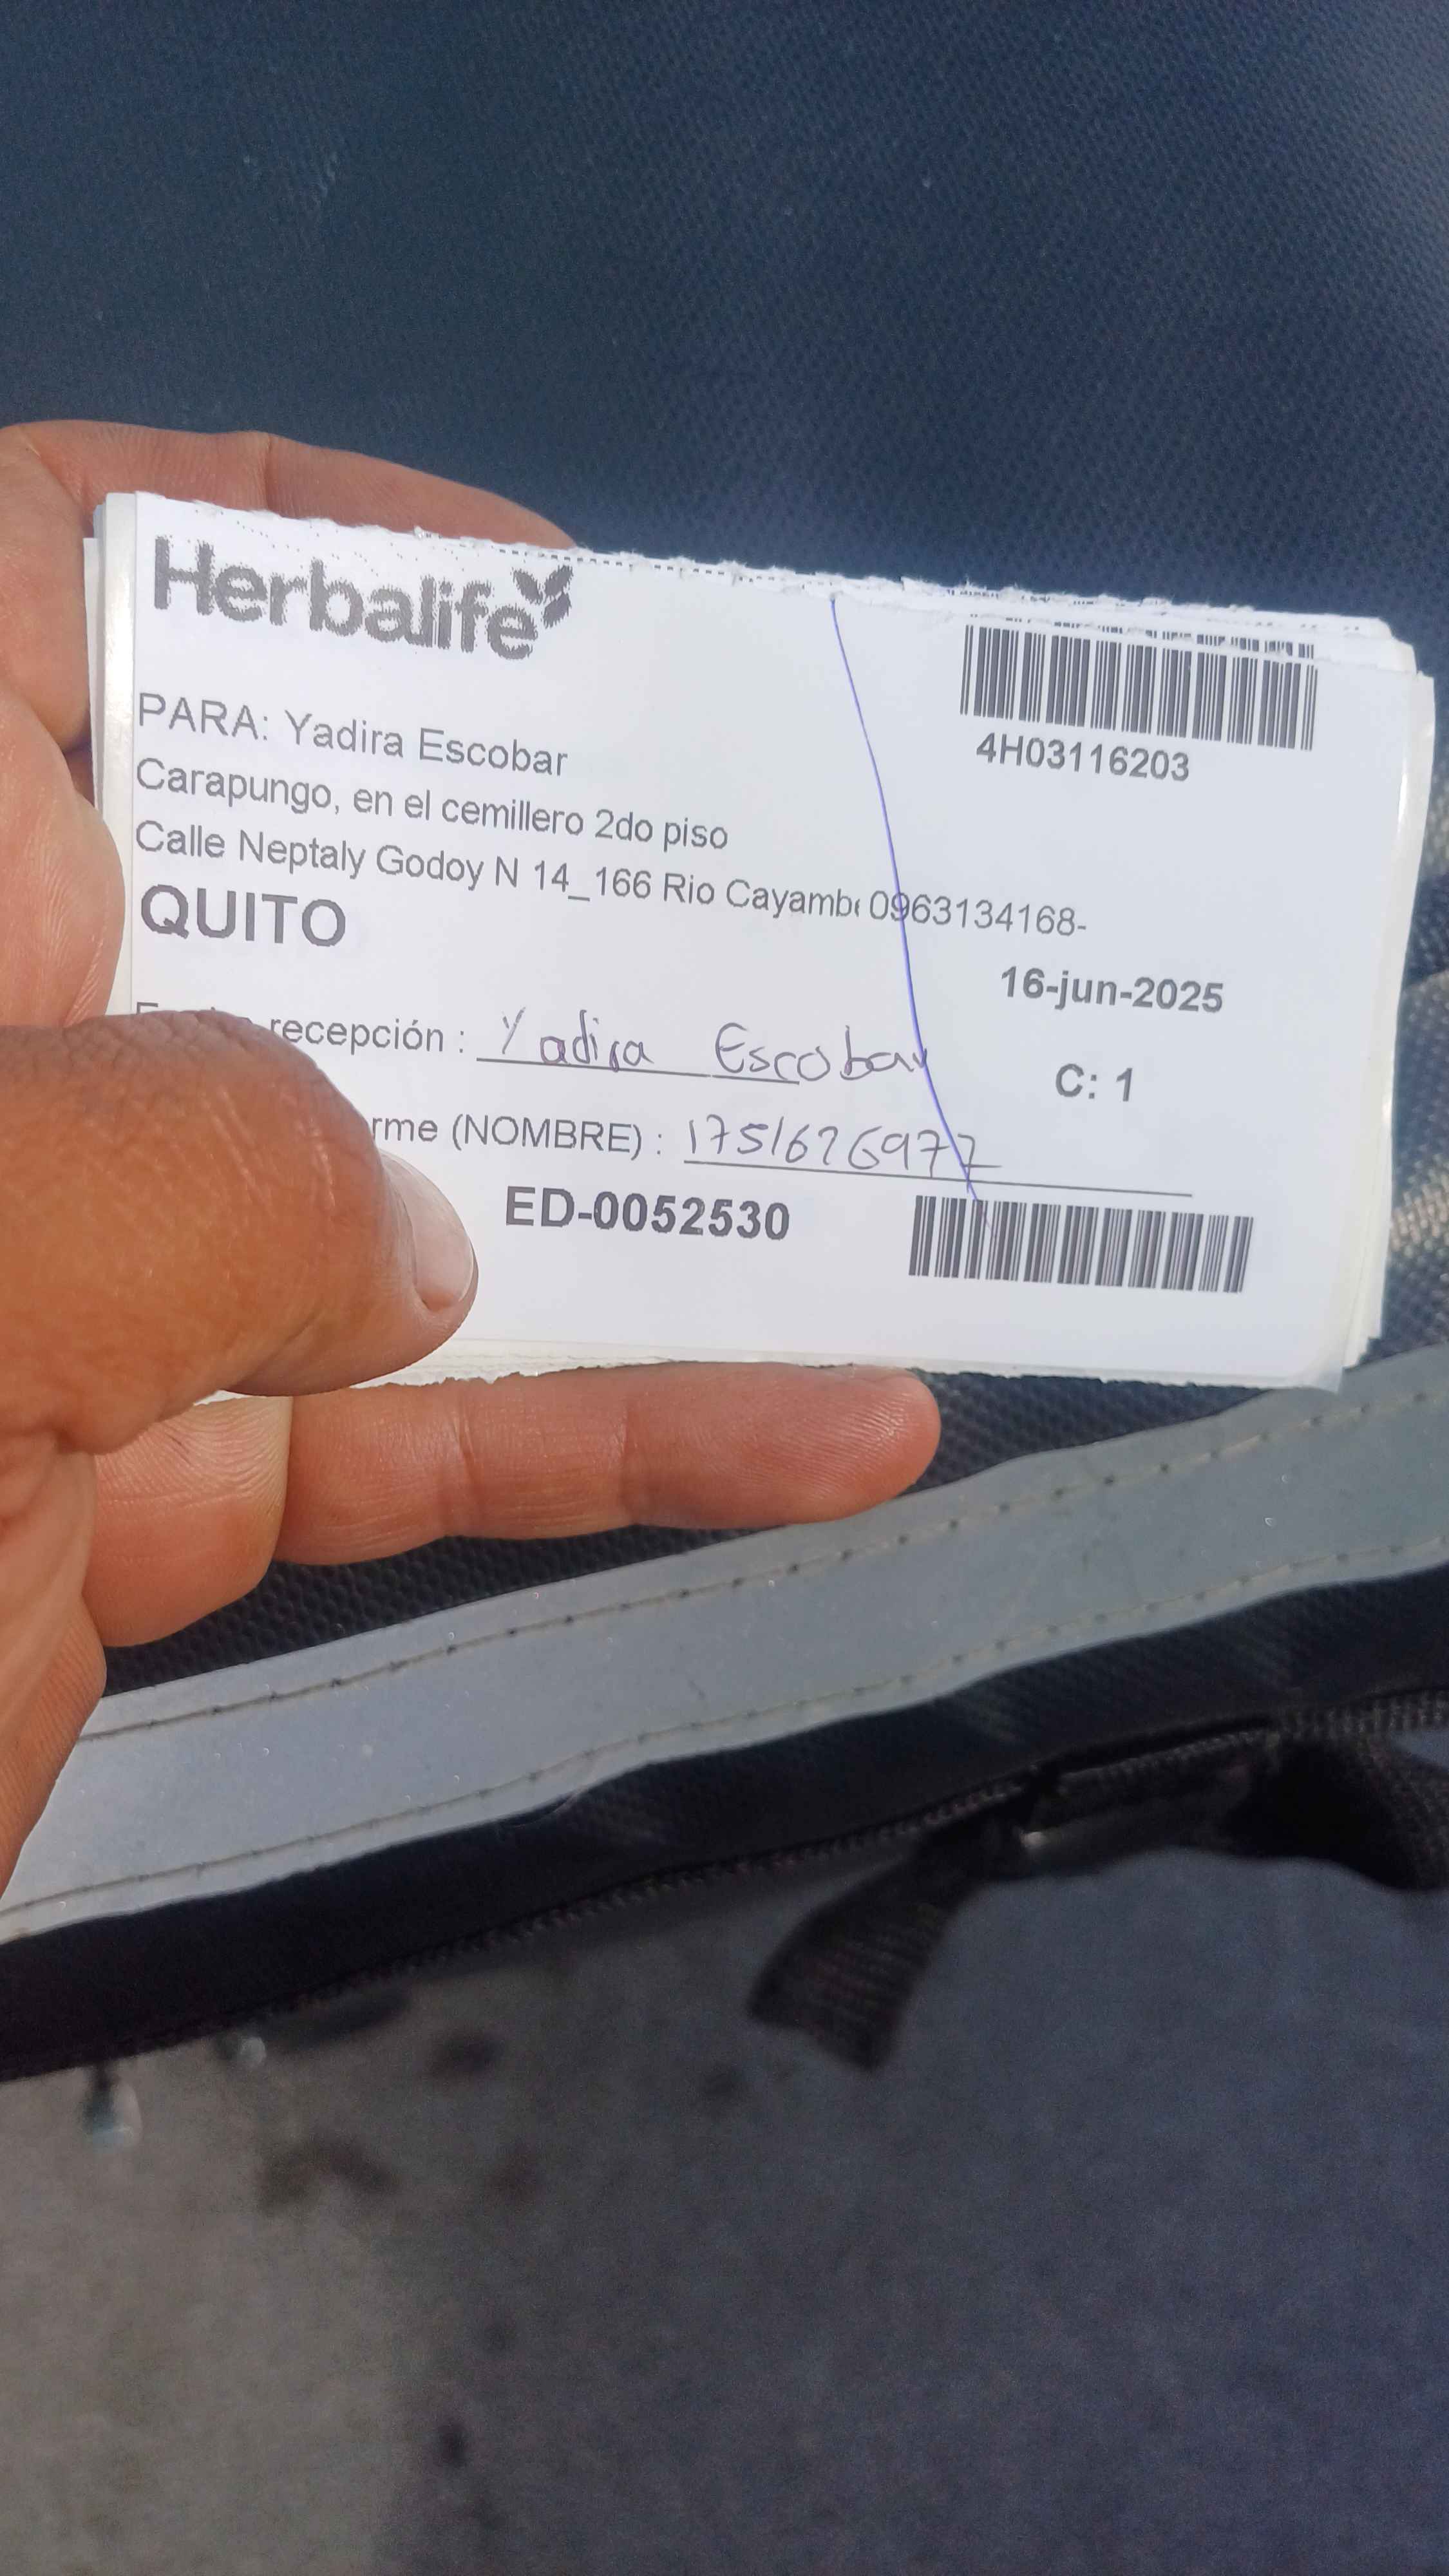 Herbalife
4H03116203
PARA: Yadira Escobar
Carapungo, en el cemillero 2do piso
Calle Neptaly Godoy N 14_166 Rio Cayambe 0963134168-
QUITO
16-jun-2025
recepción : Yadira Escobar
C: 1
rme (NOMBRE) : 1751626977
ED-0052530